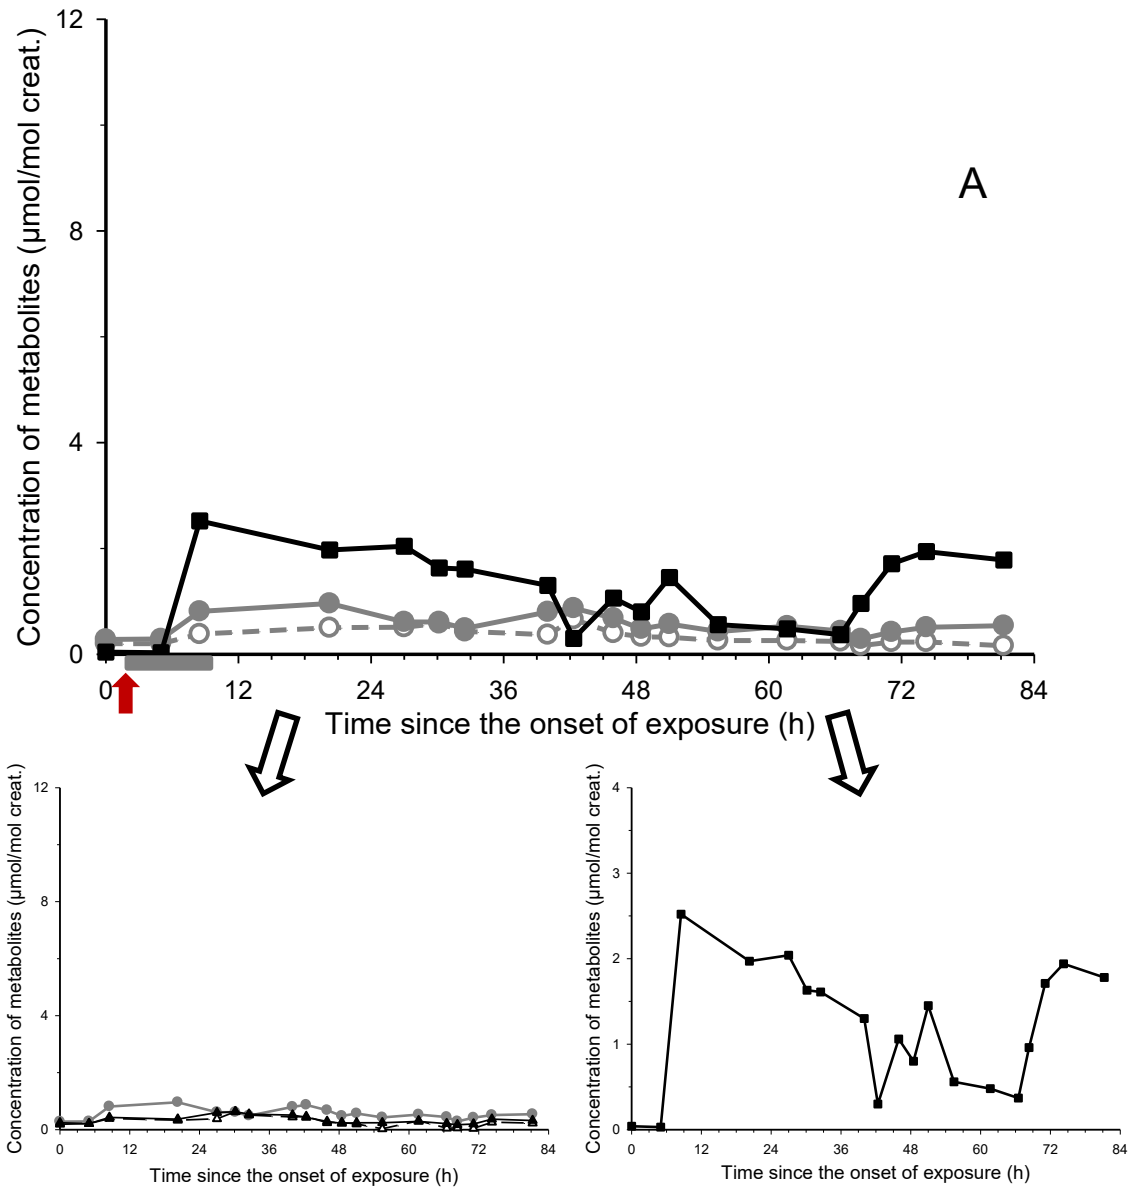 Concentration of metabolites (μmol/mol creat.)
12
8
4
0
A
0 12 24 36 48 60 72 84
Time since the onset of exposure (h)
Concentration of metabolites (μmol/mol creat.)
12
8
4
0
0 12 24 36 48 60 72 84
Time since the onset of exposure (h)
Concentration of metabolites (μmol/mol creat.)
4
3
2
1
0
0 12 24 36 48 60 72 84
Time since the onset of exposure (h)